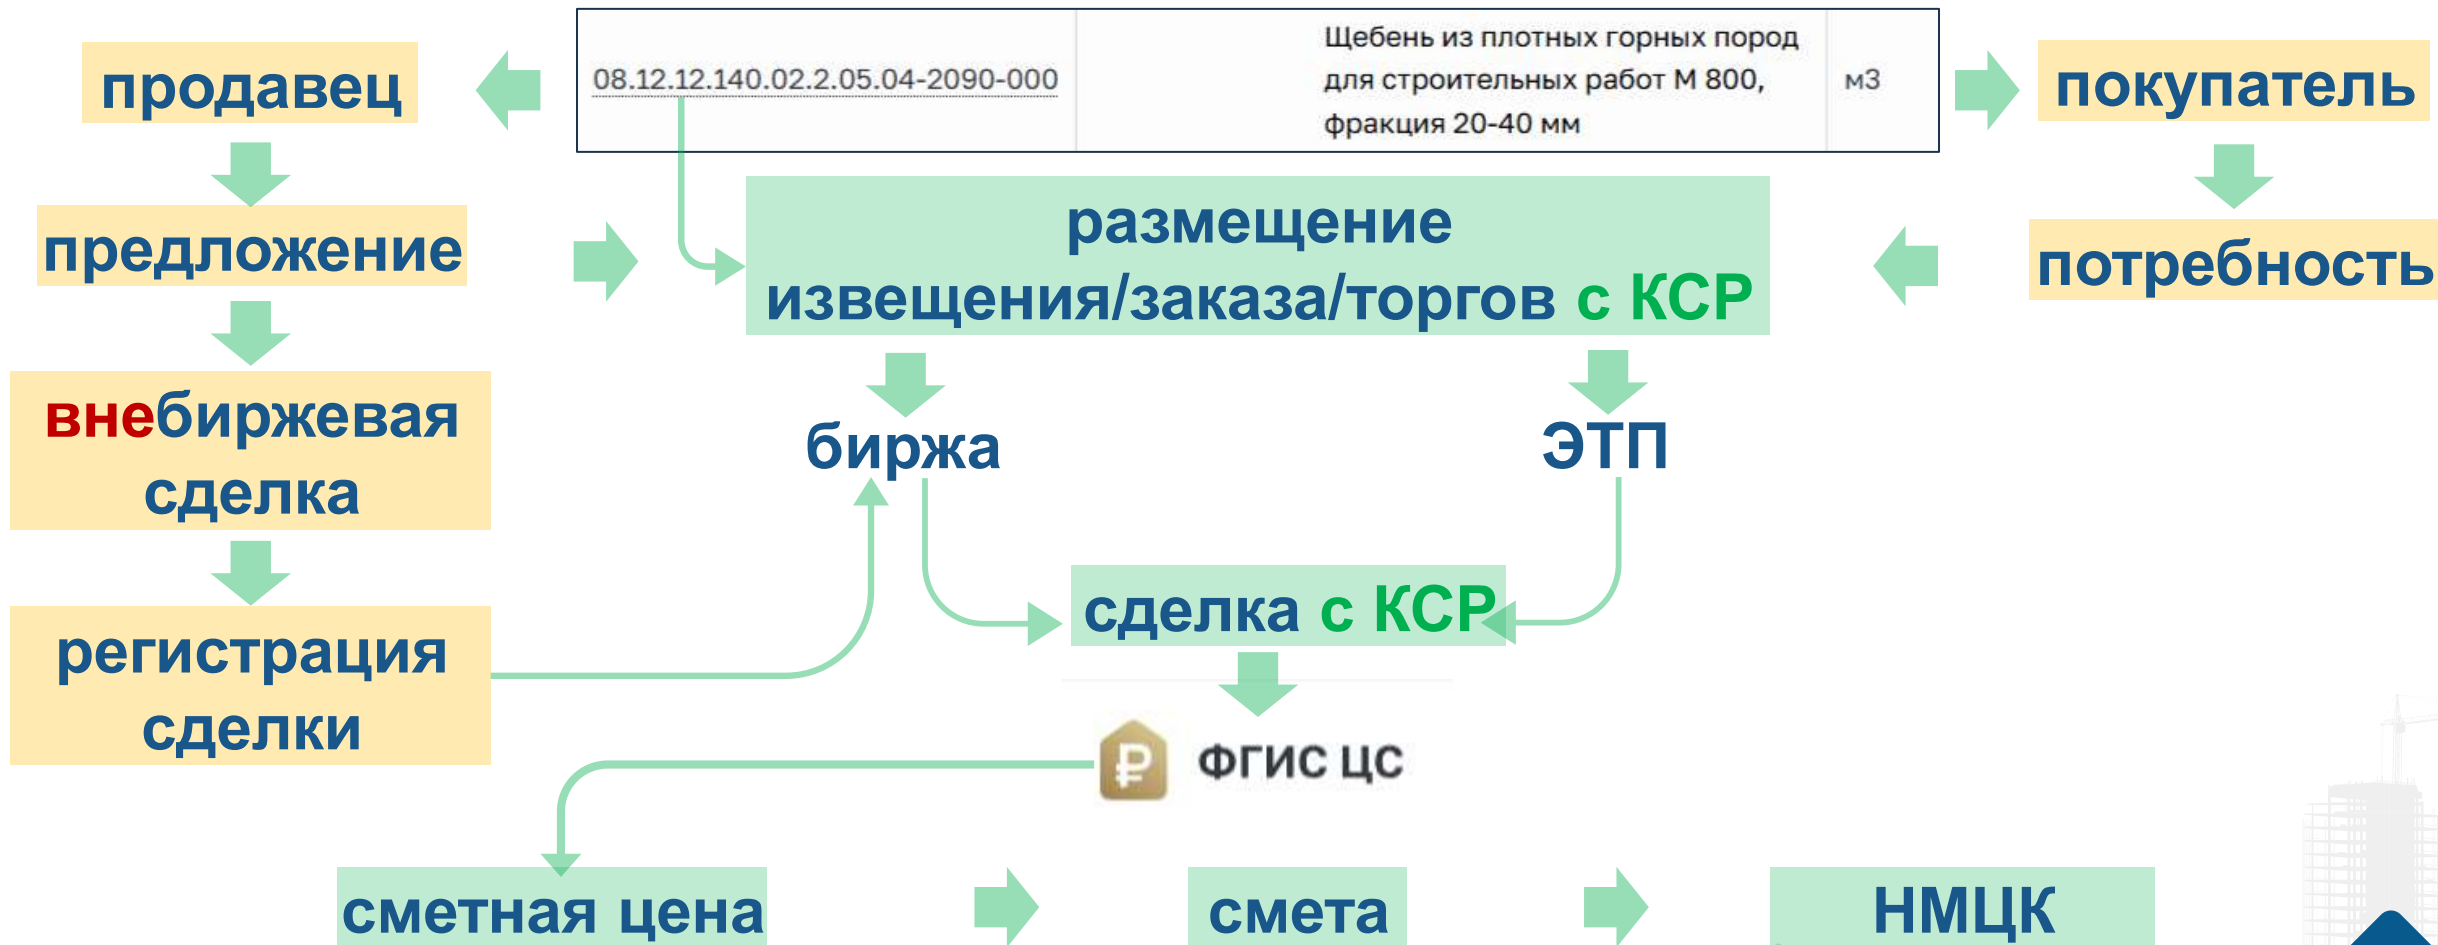 продавец
08.12.12.140.02.2.05.04-2090-000
Щебень из плотных горных пород
для строительных работ М 800,
фракция 20-40 мм
м3
покупатель
предложение
размещение
извещения/заказа/торгов с КСР
потребность
внебиржевая
сделка
биржа
ЭТП
сделка с КСР
регистрация
сделки
ФГИС ЦС
сметная цена
смета
НМЦК